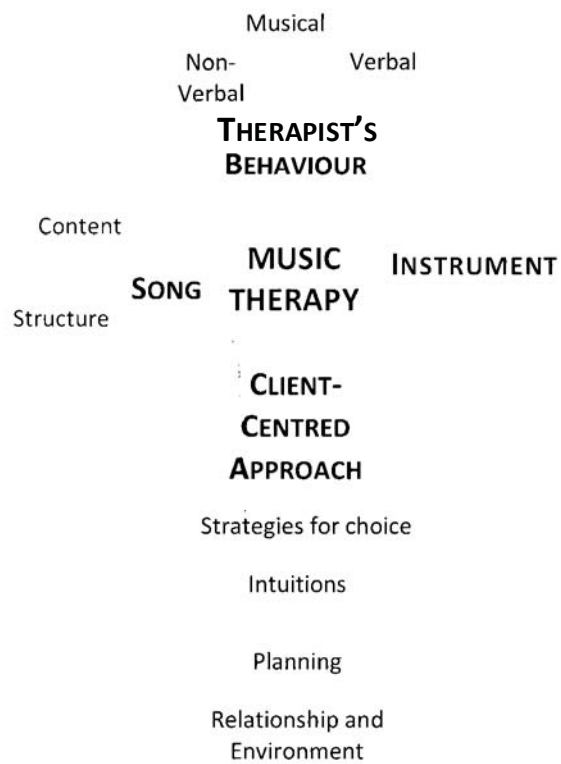 Musical
Non-
Verbal
Verbal
THERAPIST'S
BEHAVIOUR
Content
Structure
SONG
MUSIC
THERAPY
INSTRUMENT
CLIENT-
CENTRED
APPROACH
Strategies for choice
Intuitions
Planning
Relationship and
Environment